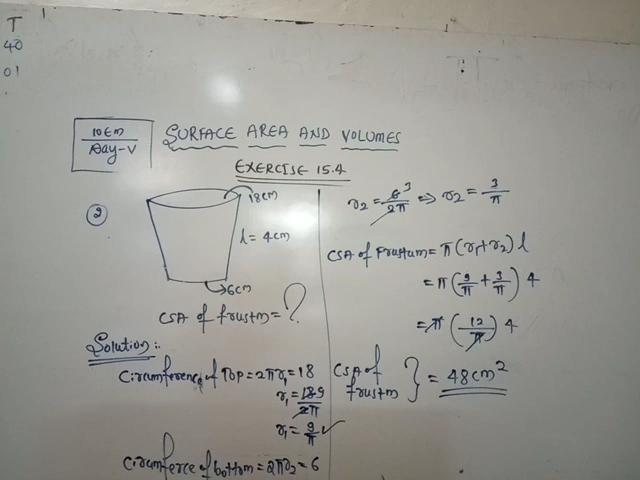 T
40
01
10EM
Day-V
SURFACE AREA AND VOLUMES
EXERCISE 15.4
2
18cm
l = 4cm
6cm
CSA of frustm = ?
Solution:
Circumference of Top = 2πr₁ = 18
r₁ = 18 9 / 2π
r₁ = 9/π ✓
Circumferce of bottom = 2πr₂ = 6
r₂ = 6 3 / 2π ⇔ r₂ = 3/π
CSA of Frustum = π(r₁+r₂) l
= π(9/π + 3/π) 4
= π(12/π) 4
CSA of frustm } = 48cm²